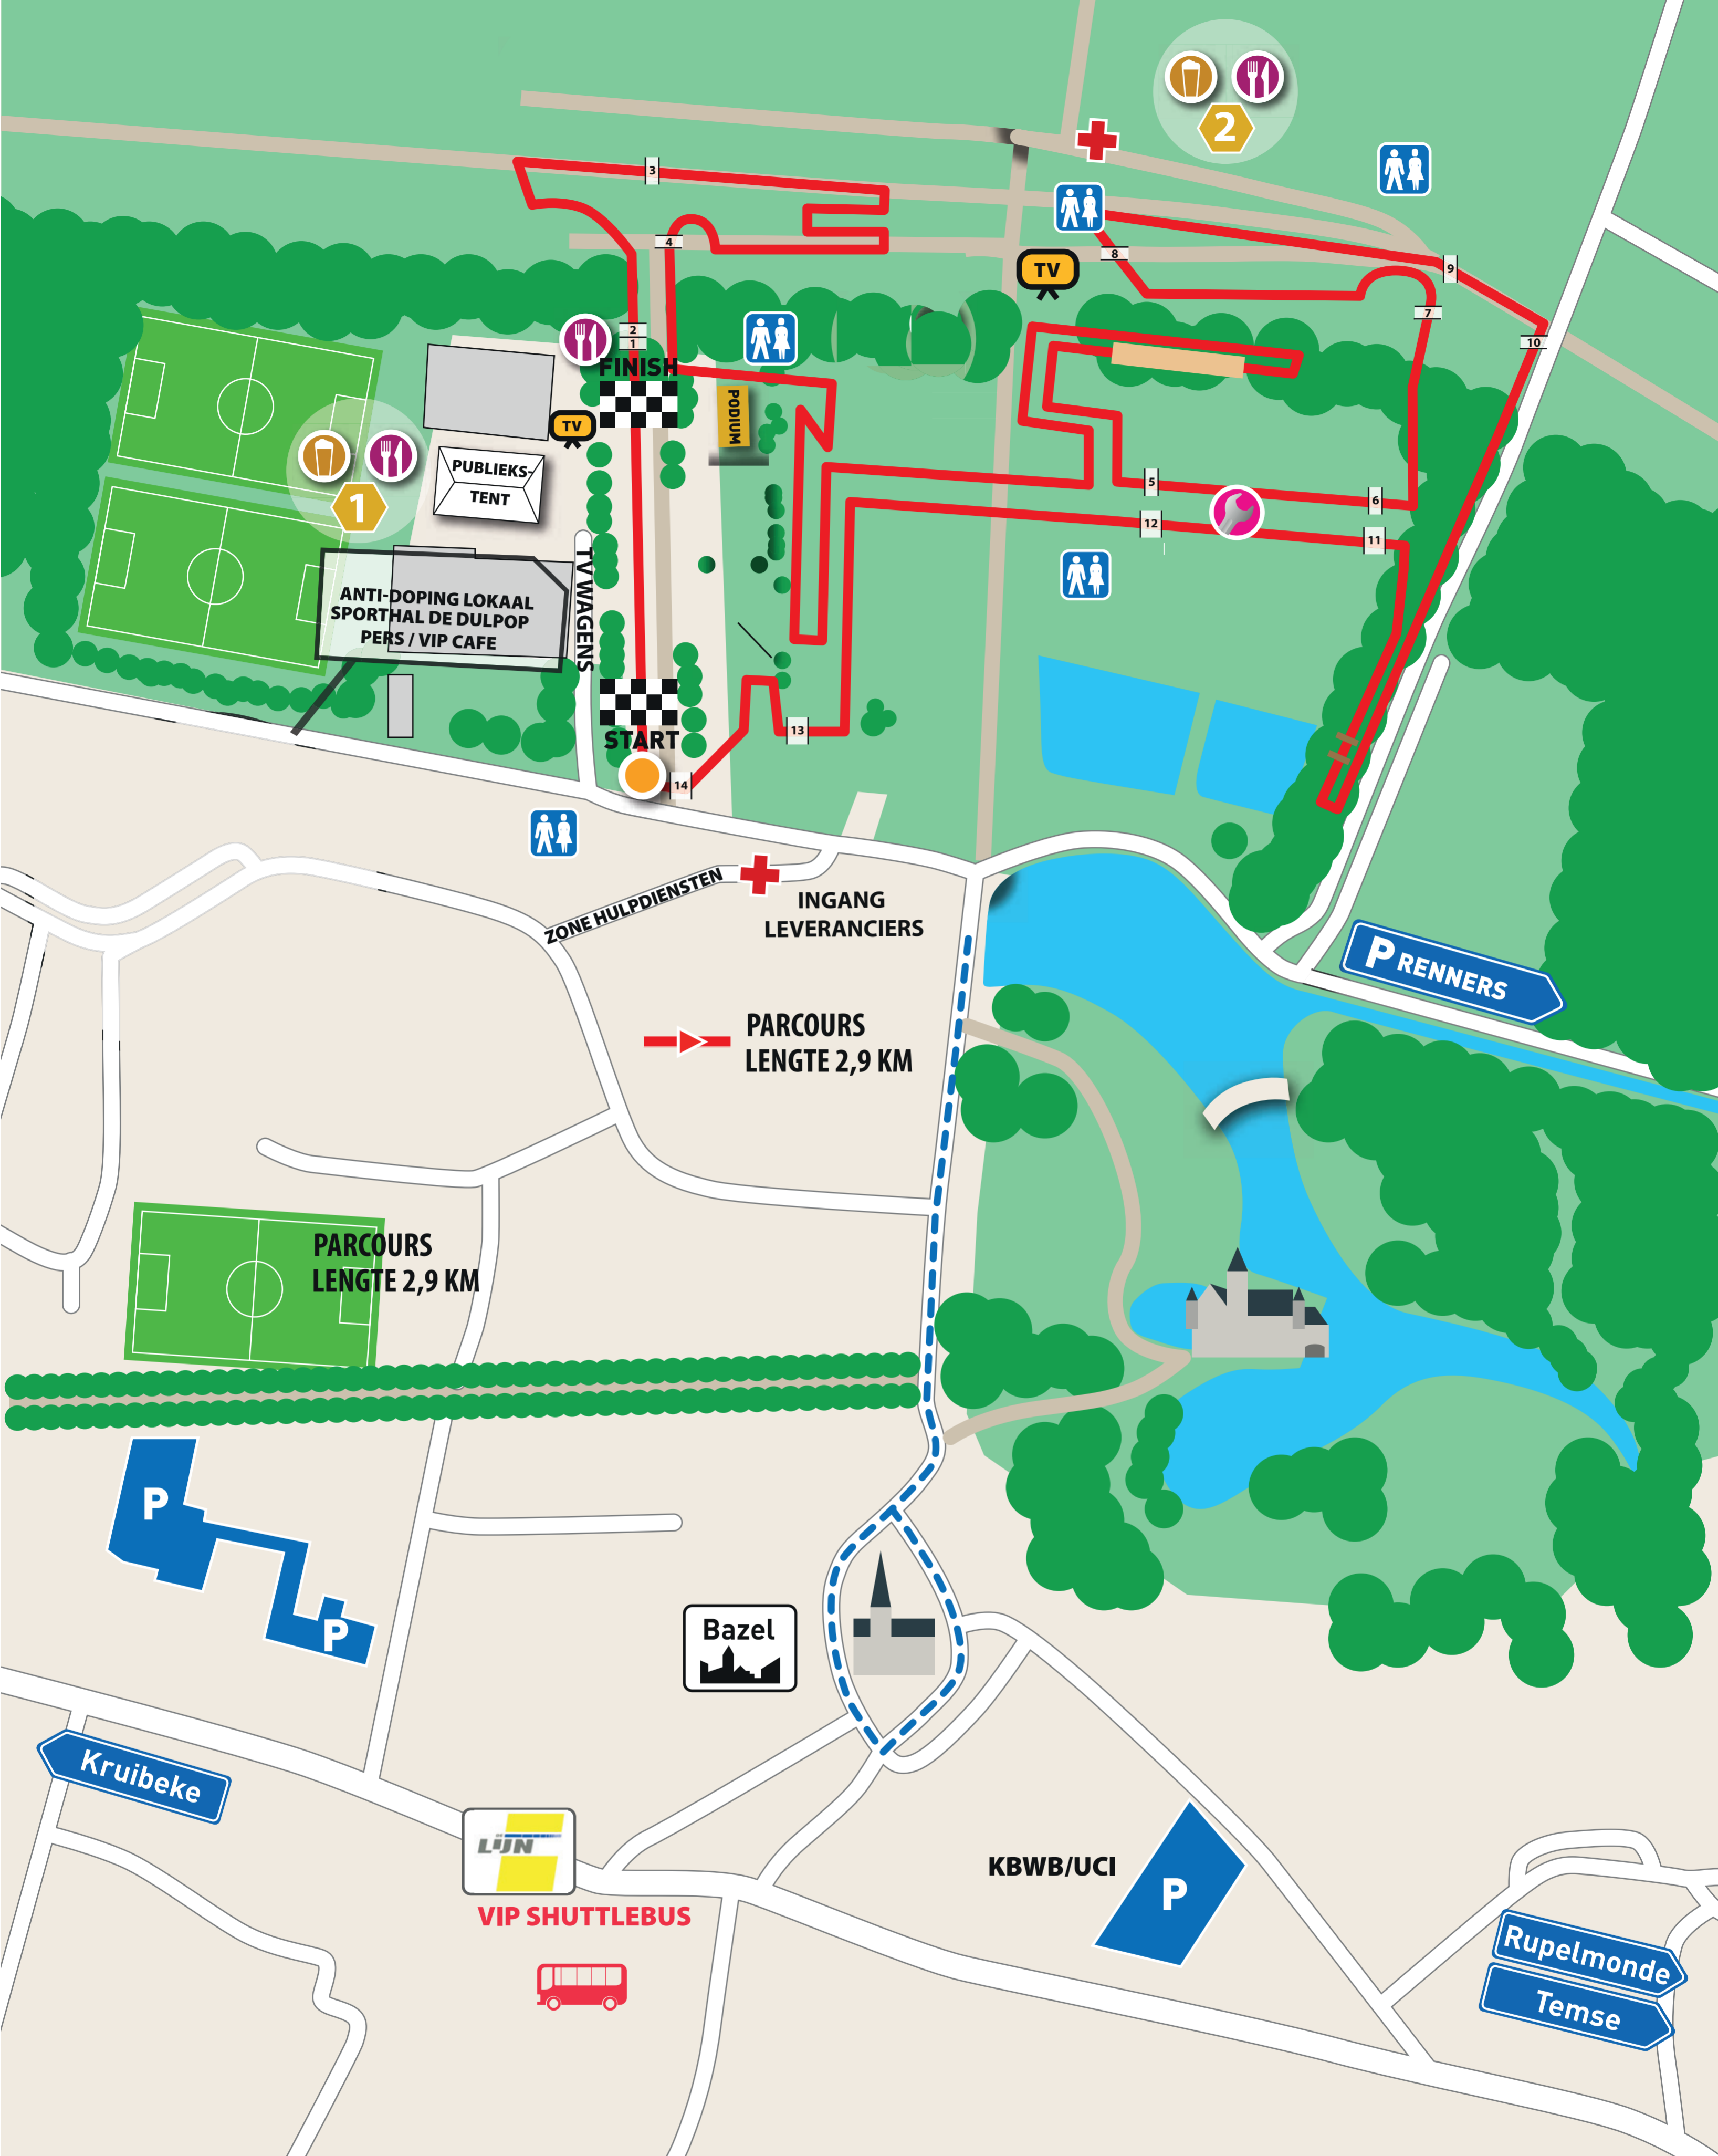 2
3
4
TV
8
9
7
10
2
1
FINISH
PODIUM
TV
PUBLIEKS-
TENT
1
5
6
12
11
TV WAGENS
ANTI-DOPING LOKAAL
SPORTHAL DE DULPOP
PERS / VIP CAFE
START
13
14
ZONE HULPDIENSTEN
INGANG
LEVERANCIERS
P RENNERS
PARCOURS
LENGTE 2,9 KM
PARCOURS
LENGTE 2,9 KM
P
P
Bazel
Kruibeke
LIJN
VIP SHUTTLEBUS
KBWB/UCI
P
Rupelmonde
Temse